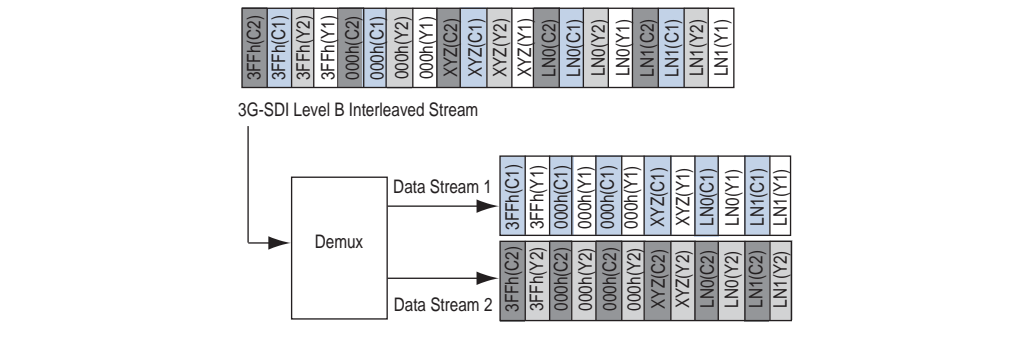 3FFh(C2) 3FFh(C1) 3FFh(Y2) 3FFh(Y1) 000h(C2) 000h(C1) 000h(Y2) 000h(Y1) XYZ(C2) XYZ(C1) XYZ(Y2) XYZ(Y1) LN0(C2) LN0(C1) LN0(Y2) LN0(Y1) LN1(C2) LN1(C1) LN1(Y2) LN1(Y1)
3G-SDI Level B Interleaved Stream
Data Stream 1
3FFh(C1) 3FFh(Y1) 000h(C1) 000h(Y1) 000h(C1) 000h(Y1) XYZ(C1) XYZ(Y1) LN0(C1) LN0(Y1) LN1(C1) LN1(Y1)
Demux
3FFh(C2) 3FFh(Y2) 000h(C2) 000h(Y2) 000h(C2) 000h(Y2) XYZ(C2) XYZ(Y2) LN0(C2) LN0(Y2) LN1(C2) LN1(Y2)
Data Stream 2